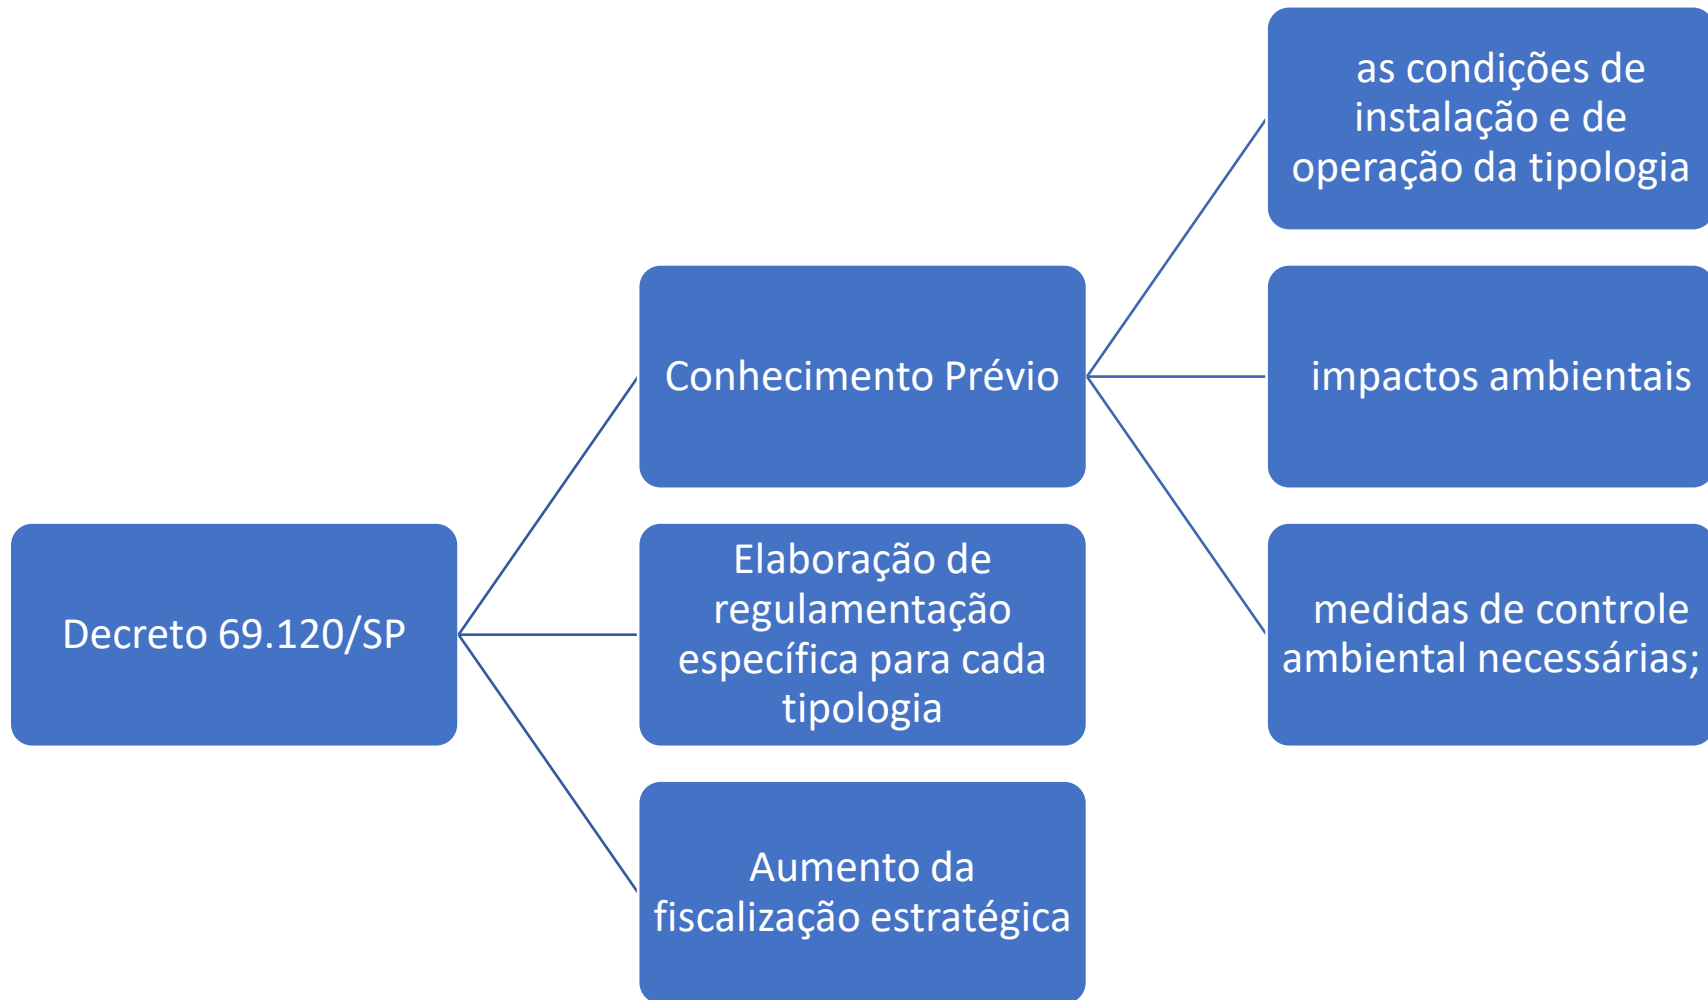 Decreto 69.120/SP
Conhecimento Prévio
as condições de
instalação e de
operação da tipologia
impactos ambientais
medidas de controle
ambiental necessárias;
Elaboração de
regulamentação
específica para cada
tipologia
Aumento da
fiscalização estratégica